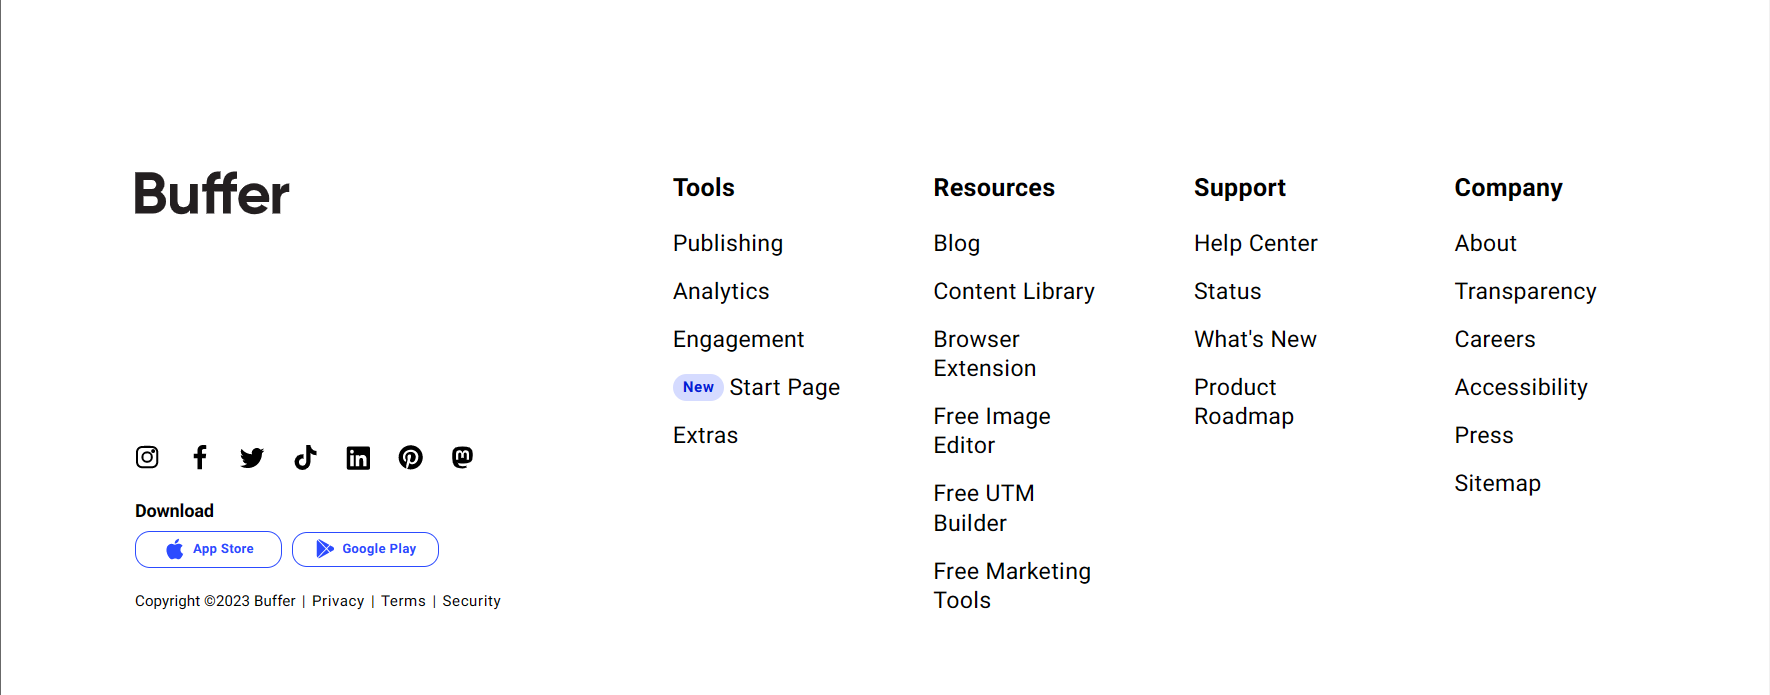 Buffer
Download
App Store
Google Play
Copyright ©2023 Buffer | Privacy | Terms | Security
Tools
Publishing
Analytics
Engagement
New Start Page
Extras
Resources
Blog
Content Library
Browser
Extension
Free Image
Editor
Free UTM
Builder
Free Marketing
Tools
Support
Help Center
Status
What's New
Product
Roadmap
Company
About
Transparency
Careers
Accessibility
Press
Sitemap